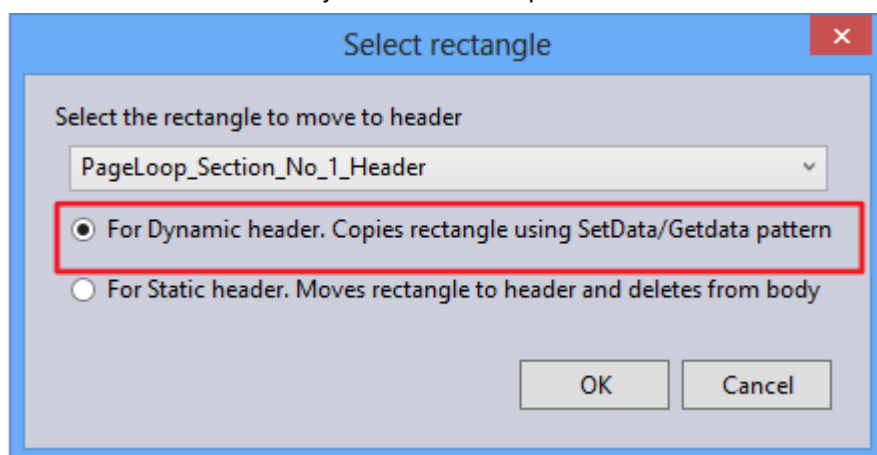 Select rectangle
Select the rectangle to move to header
PageLoop_Section_No_1_Header
For Dynamic header. Copies rectangle using SetData/Getdata pattern
For Static header. Moves rectangle to header and deletes from body
OK Cancel